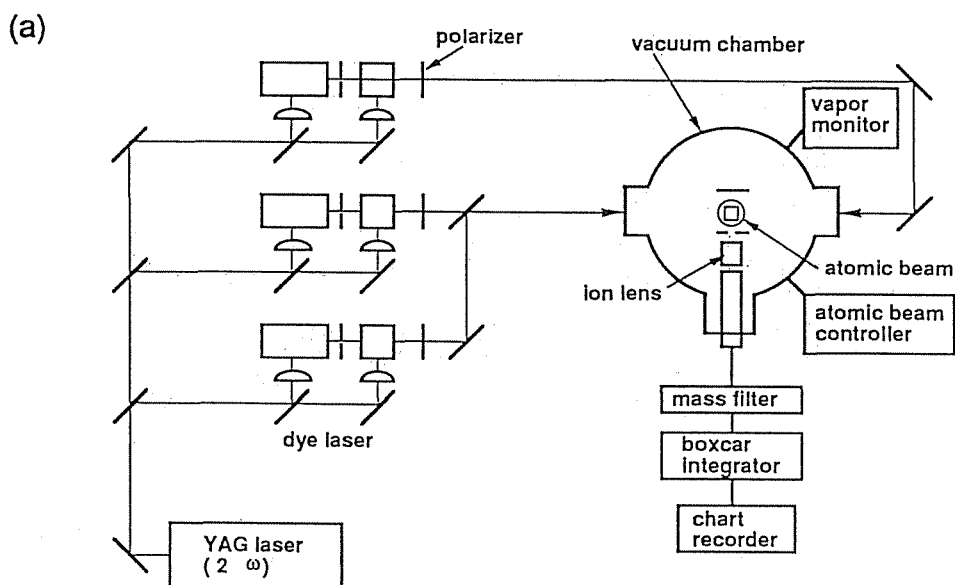 (a)
polarizer
vacuum chamber
vapor
monitor
atomic beam
ion lens
atomic beam
controller
mass filter
dye laser
boxcar
integrator
chart
recorder
YAG laser
( 2 ω)